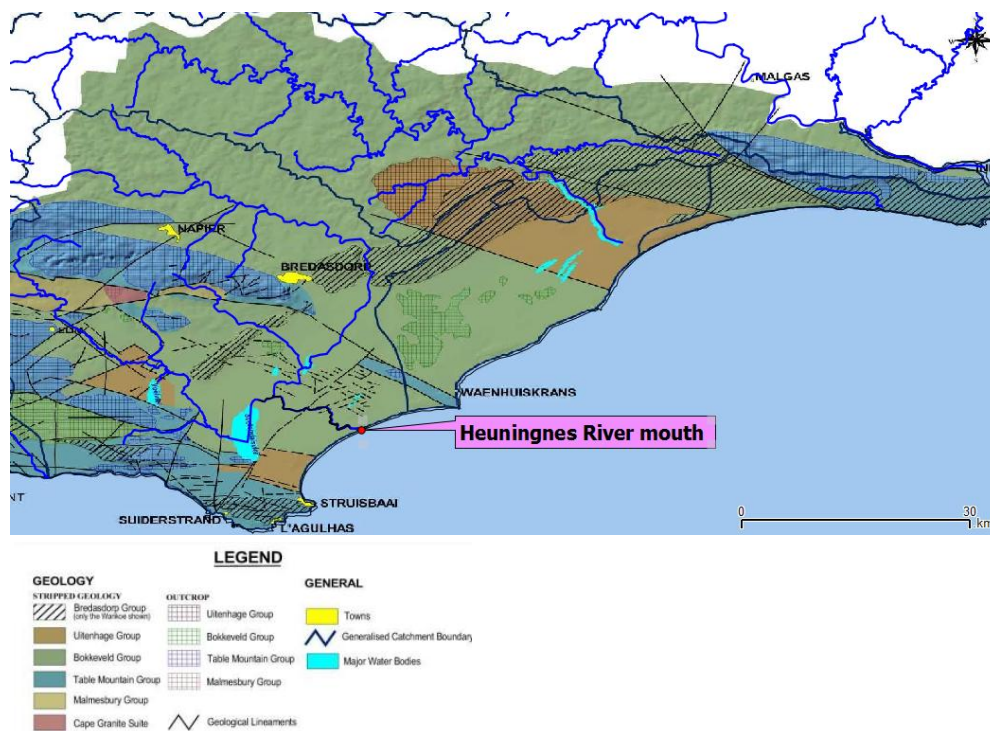 MALGAS
NAPIER
BREDASDORP
WAENHUISKRANS
Heuningnes River mouth
STRUISBAAI
SUIDERSTRAND
L'AGULHAS
0 30
km
LEGEND
GEOLOGY
STRIPPED GEOLOGY
Bredasdorp Group
(only the Wankoe shown)
Uitenhage Group
Bokkeveld Group
Table Mountain Group
Malmesbury Group
Cape Granite Suite
OUTCROP
Uitenhage Group
Bokkeveld Group
Table Mountain Group
Malmesbury Group
Geological Lineaments
GENERAL
Towns
Generalised Catchment Boundary
Major Water Bodies